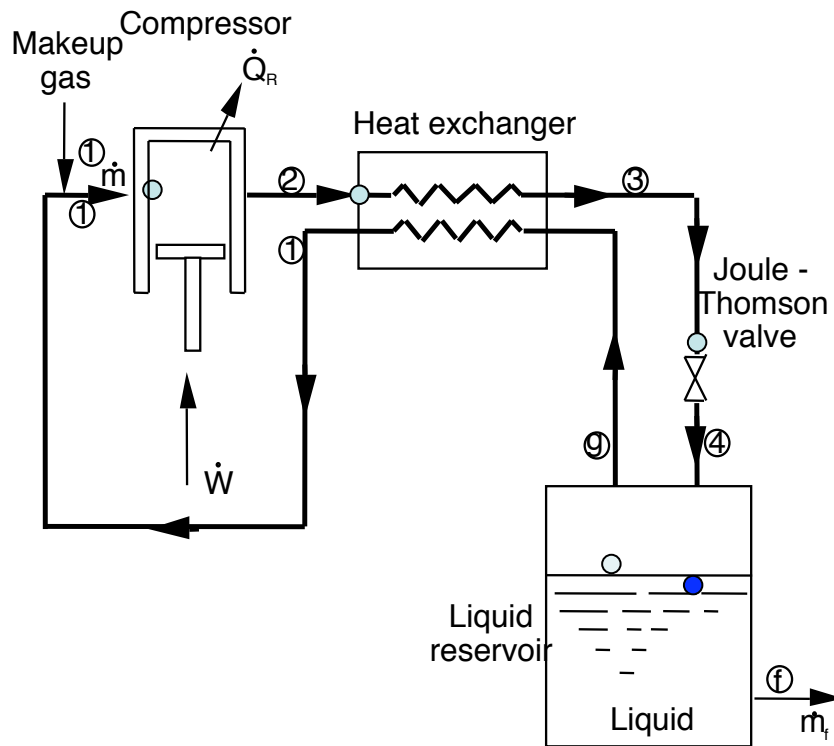 Compressor
Makeup
gas
Q̇R
Heat exchanger
①
ṁ
①
②
③
①
Joule -
Thomson
valve
Ẇ
⑨
④
Liquid
reservoir
Liquid
ⓕ
ṁf